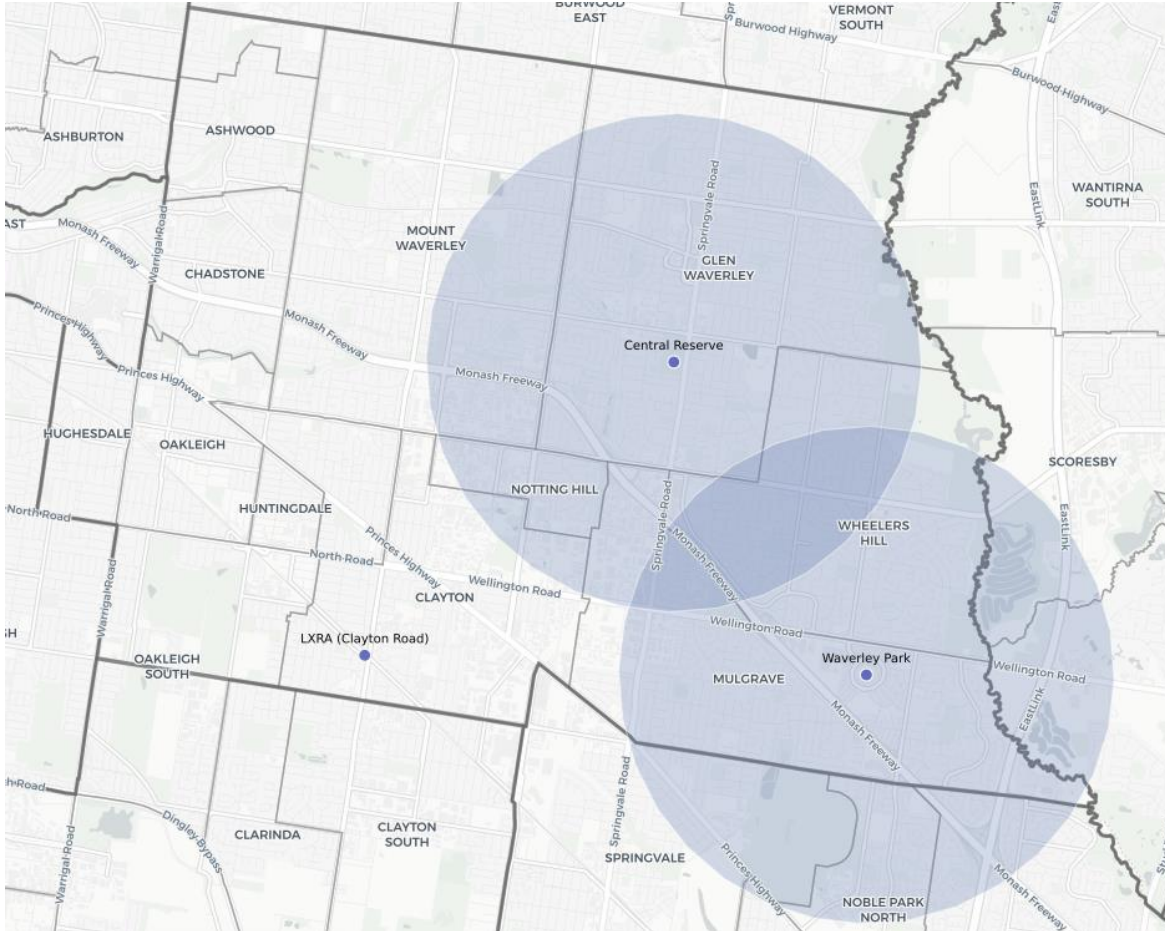 BURWOOD
EAST
VERMONT
SOUTH
Burwood Highway
Burwood Highway
ASHBURTON
ASHWOOD
WANTIRNA
SOUTH
EastLink
Springvale Road
MOUNT
WAVERLEY
GLEN
WAVERLEY
Warrigal Road
Monash Freeway
CHADSTONE
Princes Highway
Monash Freeway
Central Reserve
Princes Highway
Monash Freeway
HUGHESDALE
OAKLEIGH
SCORESBY
NOTTING HILL
HUNTINGDALE
North Road
Springvale Road
WHEELERS
HILL
EastLink
Princes Highway
North Road
Monash Freeway
Wellington Road
CLAYTON
Warrigal Road
Wellington Road
LXRA (Clayton Road)
OAKLEIGH
SOUTH
Waverley Park
Wellington Road
MULGRAVE
EastLink
Monash Freeway
Springvale Road
Dingley Bypass
CLARINDA
CLAYTON
SOUTH
Warrigal Road
SPRINGVALE
Princes Highway
Monash Freeway
NOBLE PARK
NORTH